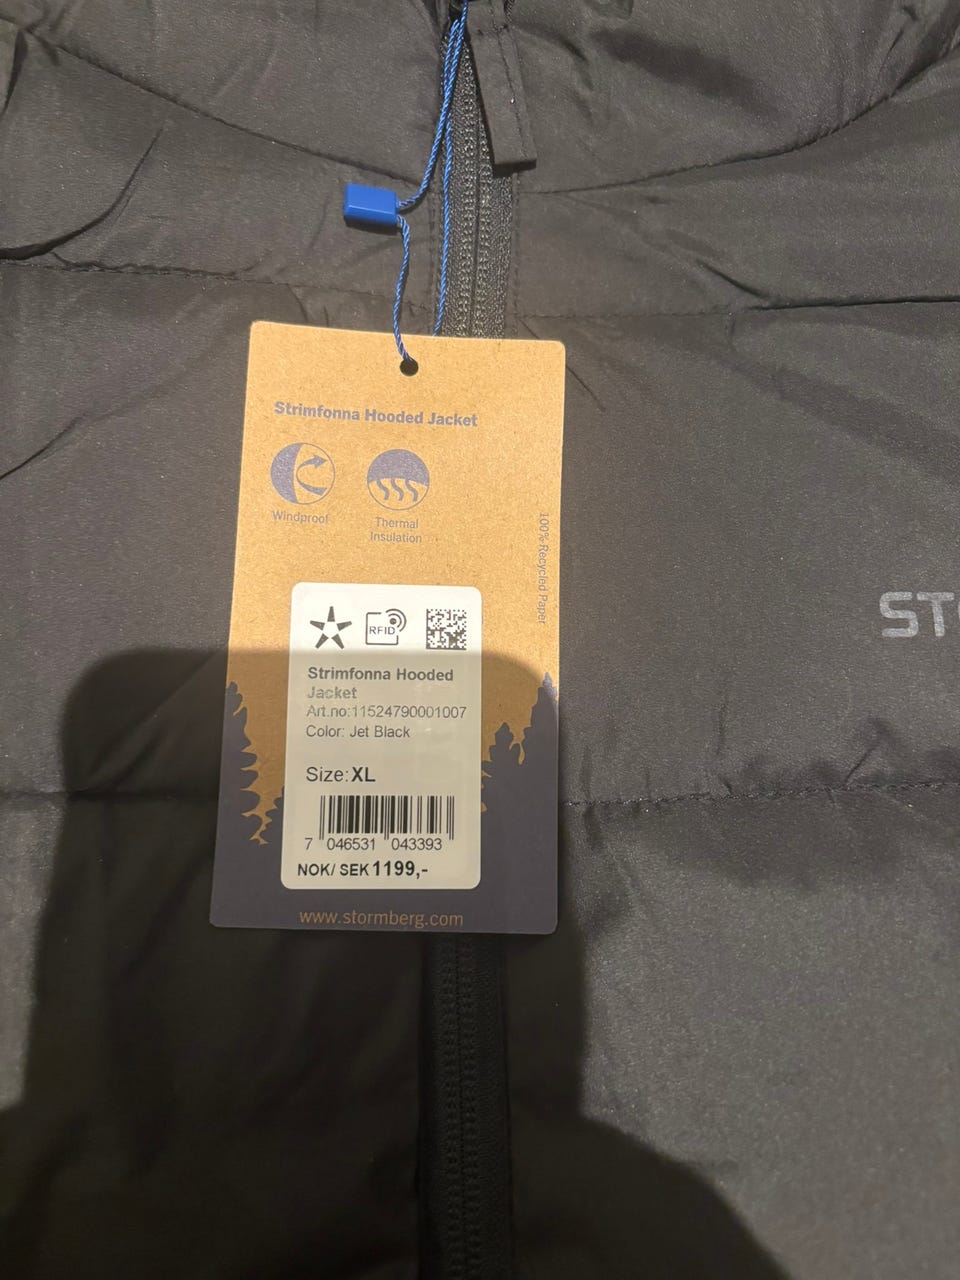 Strimfonna Hooded Jacket
Windproof
Thermal
Insulation
100% Recycled Paper
RFID
Strimfonna Hooded
Jacket
Art.no:11524790001007
Color: Jet Black
Size: XL
7 046531 043393
NOK/ SEK 1199,-
www.stormberg.com